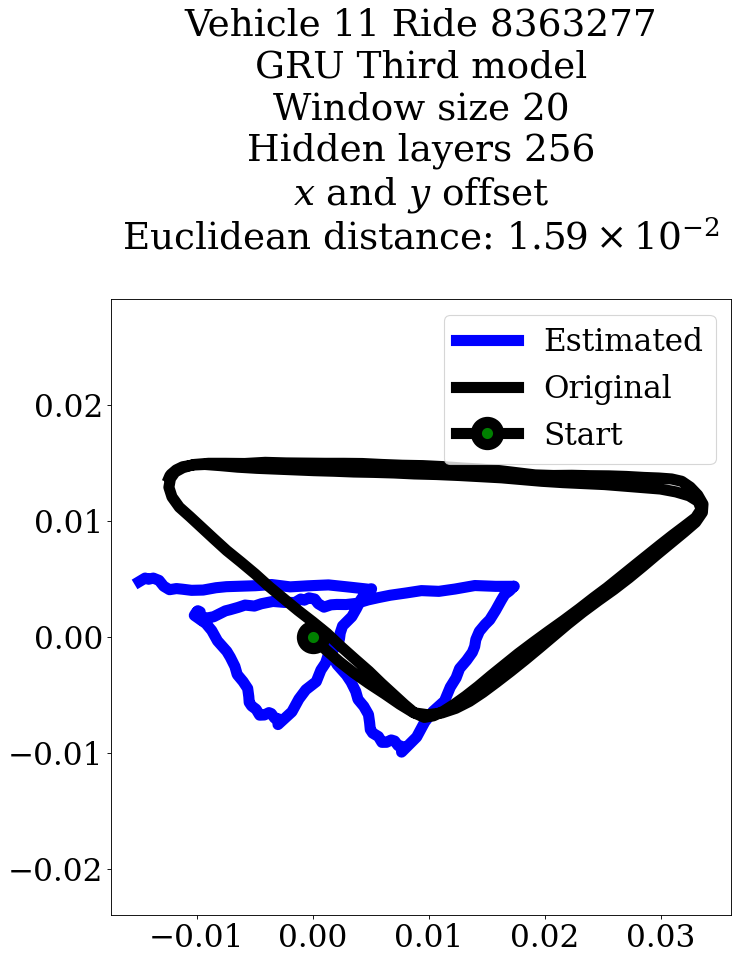 Vehicle 11 Ride 8363277
GRU Third model
Window size 20
Hidden layers 256
x and y offset
Euclidean distance: 1.59 × 10⁻²
Estimated
Original
Start
0.02
0.01
0.00
−0.01
−0.02
−0.01 0.00 0.01 0.02 0.03